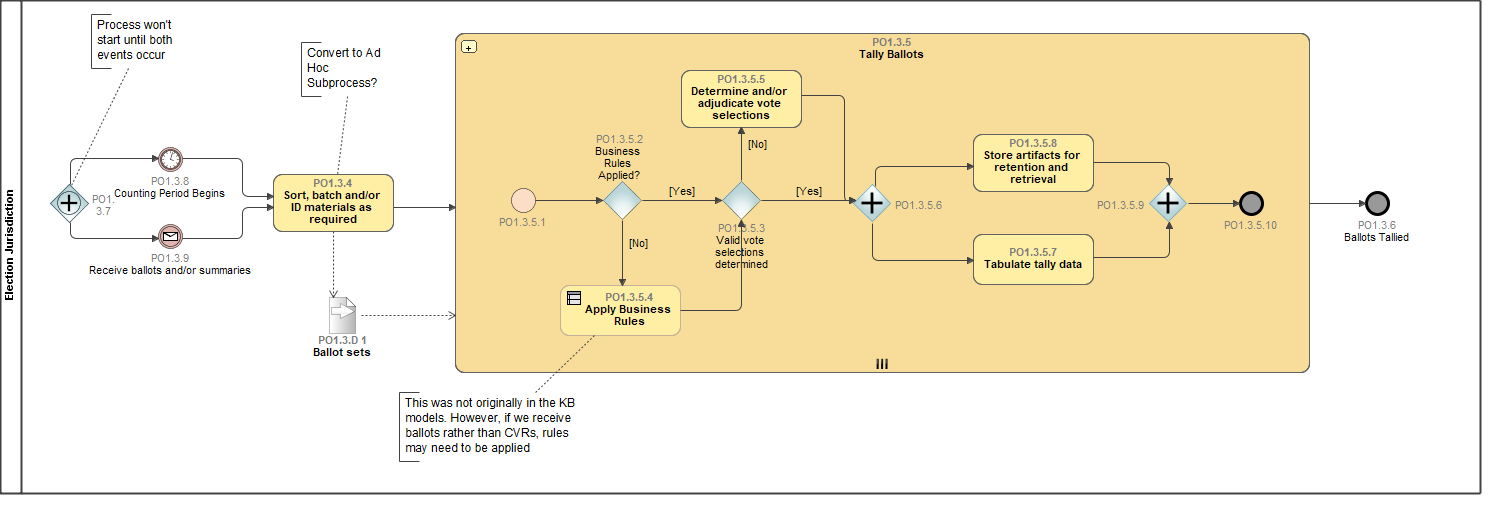 Election Jurisdiction
Process won't
start until both
events occur
PO1.
3.7
PO1.3.8
Counting Period Begins
PO1.3.9
Receive ballots and/or summaries
Convert to Ad
Hoc
Subprocess?
PO1.3.4
Sort, batch and/or
ID materials as
required
PO1.3.D 1
Ballot sets
PO1.3.5
Tally Ballots
PO1.3.5.1
PO1.3.5.2
Business
Rules
Applied?
[Yes]
[No]
PO1.3.5.4
Apply Business
Rules
PO1.3.5.5
Determine and/or
adjudicate vote
selections
[No]
[Yes]
PO1.3.5.3
Valid vote
selections
determined
PO1.3.5.6
PO1.3.5.8
Store artifacts for
retention and
retrieval
PO1.3.5.7
Tabulate tally data
PO1.3.5.9
PO1.3.5.10
PO1.3.6
Ballots Tallied
This was not originally in the KB
models. However, if we receive
ballots rather than CVRs, rules
may need to be applied